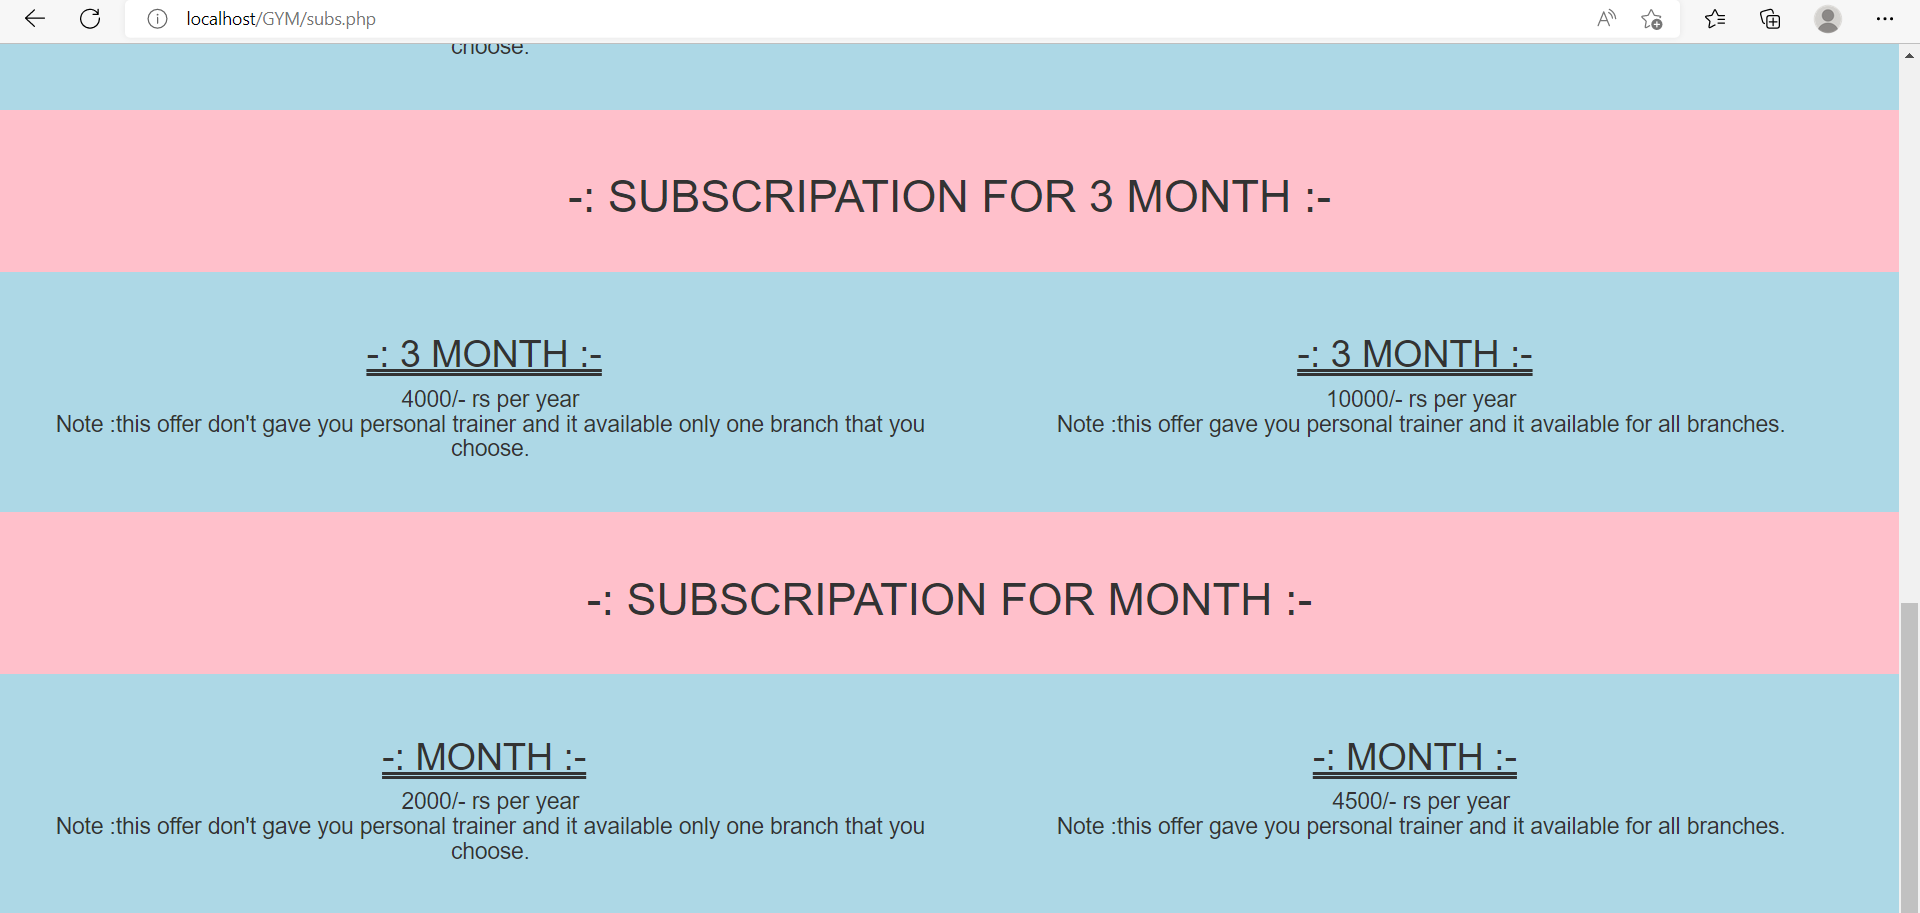 localhost/GYM/subs.php
choose.
-: SUBSCRIPATION FOR 3 MONTH :-
-: 3 MONTH :-
4000/- rs per year
Note :this offer don't gave you personal trainer and it available only one branch that you
choose.
-: 3 MONTH :-
10000/- rs per year
Note :this offer gave you personal trainer and it available for all branches.
-: SUBSCRIPATION FOR MONTH :-
-: MONTH :-
2000/- rs per year
Note :this offer don't gave you personal trainer and it available only one branch that you
choose.
-: MONTH :-
4500/- rs per year
Note :this offer gave you personal trainer and it available for all branches.